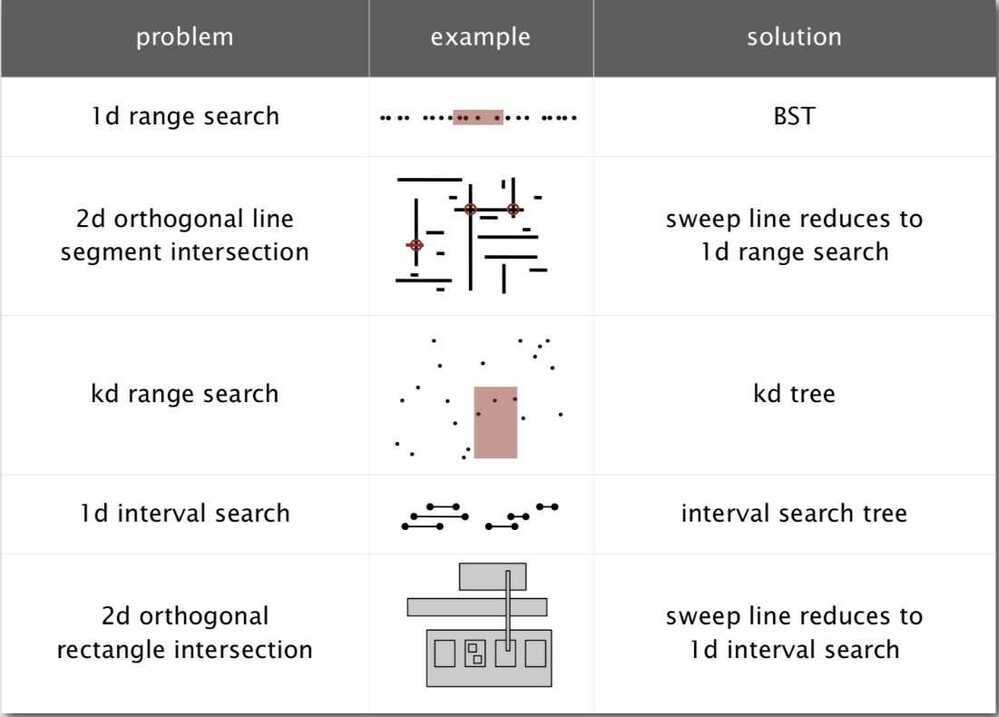 problem
example
solution
1d range search
BST
2d orthogonal line
segment intersection
sweep line reduces to
1d range search
kd range search
kd tree
1d interval search
interval search tree
2d orthogonal
rectangle intersection
sweep line reduces to
1d interval search